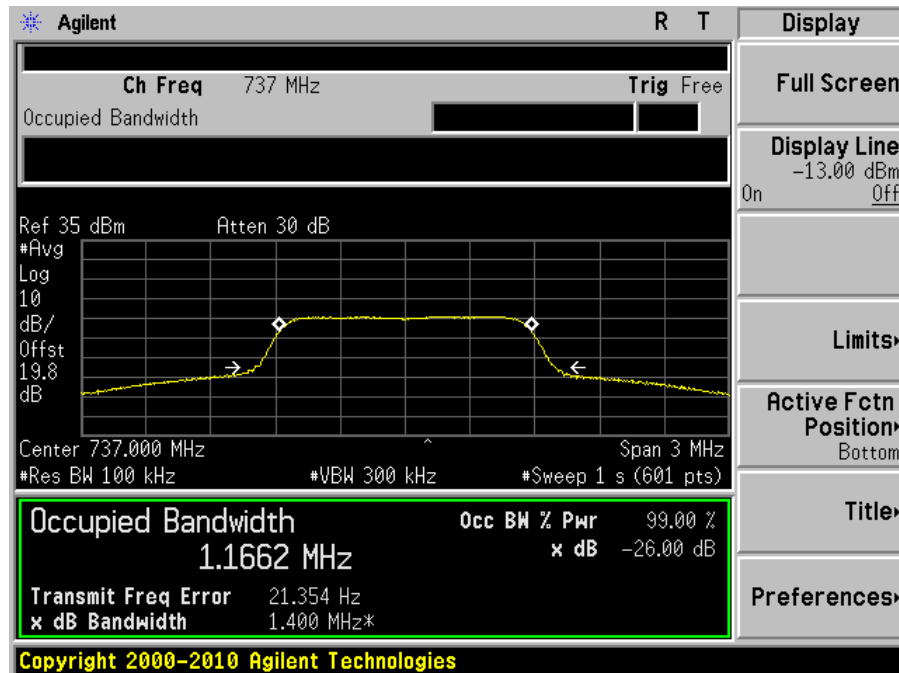 Agilent R T
Ch Freq 737 MHz Trig Free
Occupied Bandwidth
Ref 35 dBm Atten 30 dB
#Avg
Log
10
dB/
Offst
19.8
dB
Center 737.000 MHz ^ Span 3 MHz
#Res BW 100 kHz #VBW 300 kHz #Sweep 1 s (601 pts)
Occupied Bandwidth Occ BW % Pwr 99.00 %
1.1662 MHz x dB -26.00 dB
Transmit Freq Error 21.354 Hz
x dB Bandwidth 1.400 MHz*
Copyright 2000-2010 Agilent Technologies
Display
Full Screen
Display Line
-13.00 dBm
On Off
Limits
Active Fctn
Position
Bottom
Title
Preferences